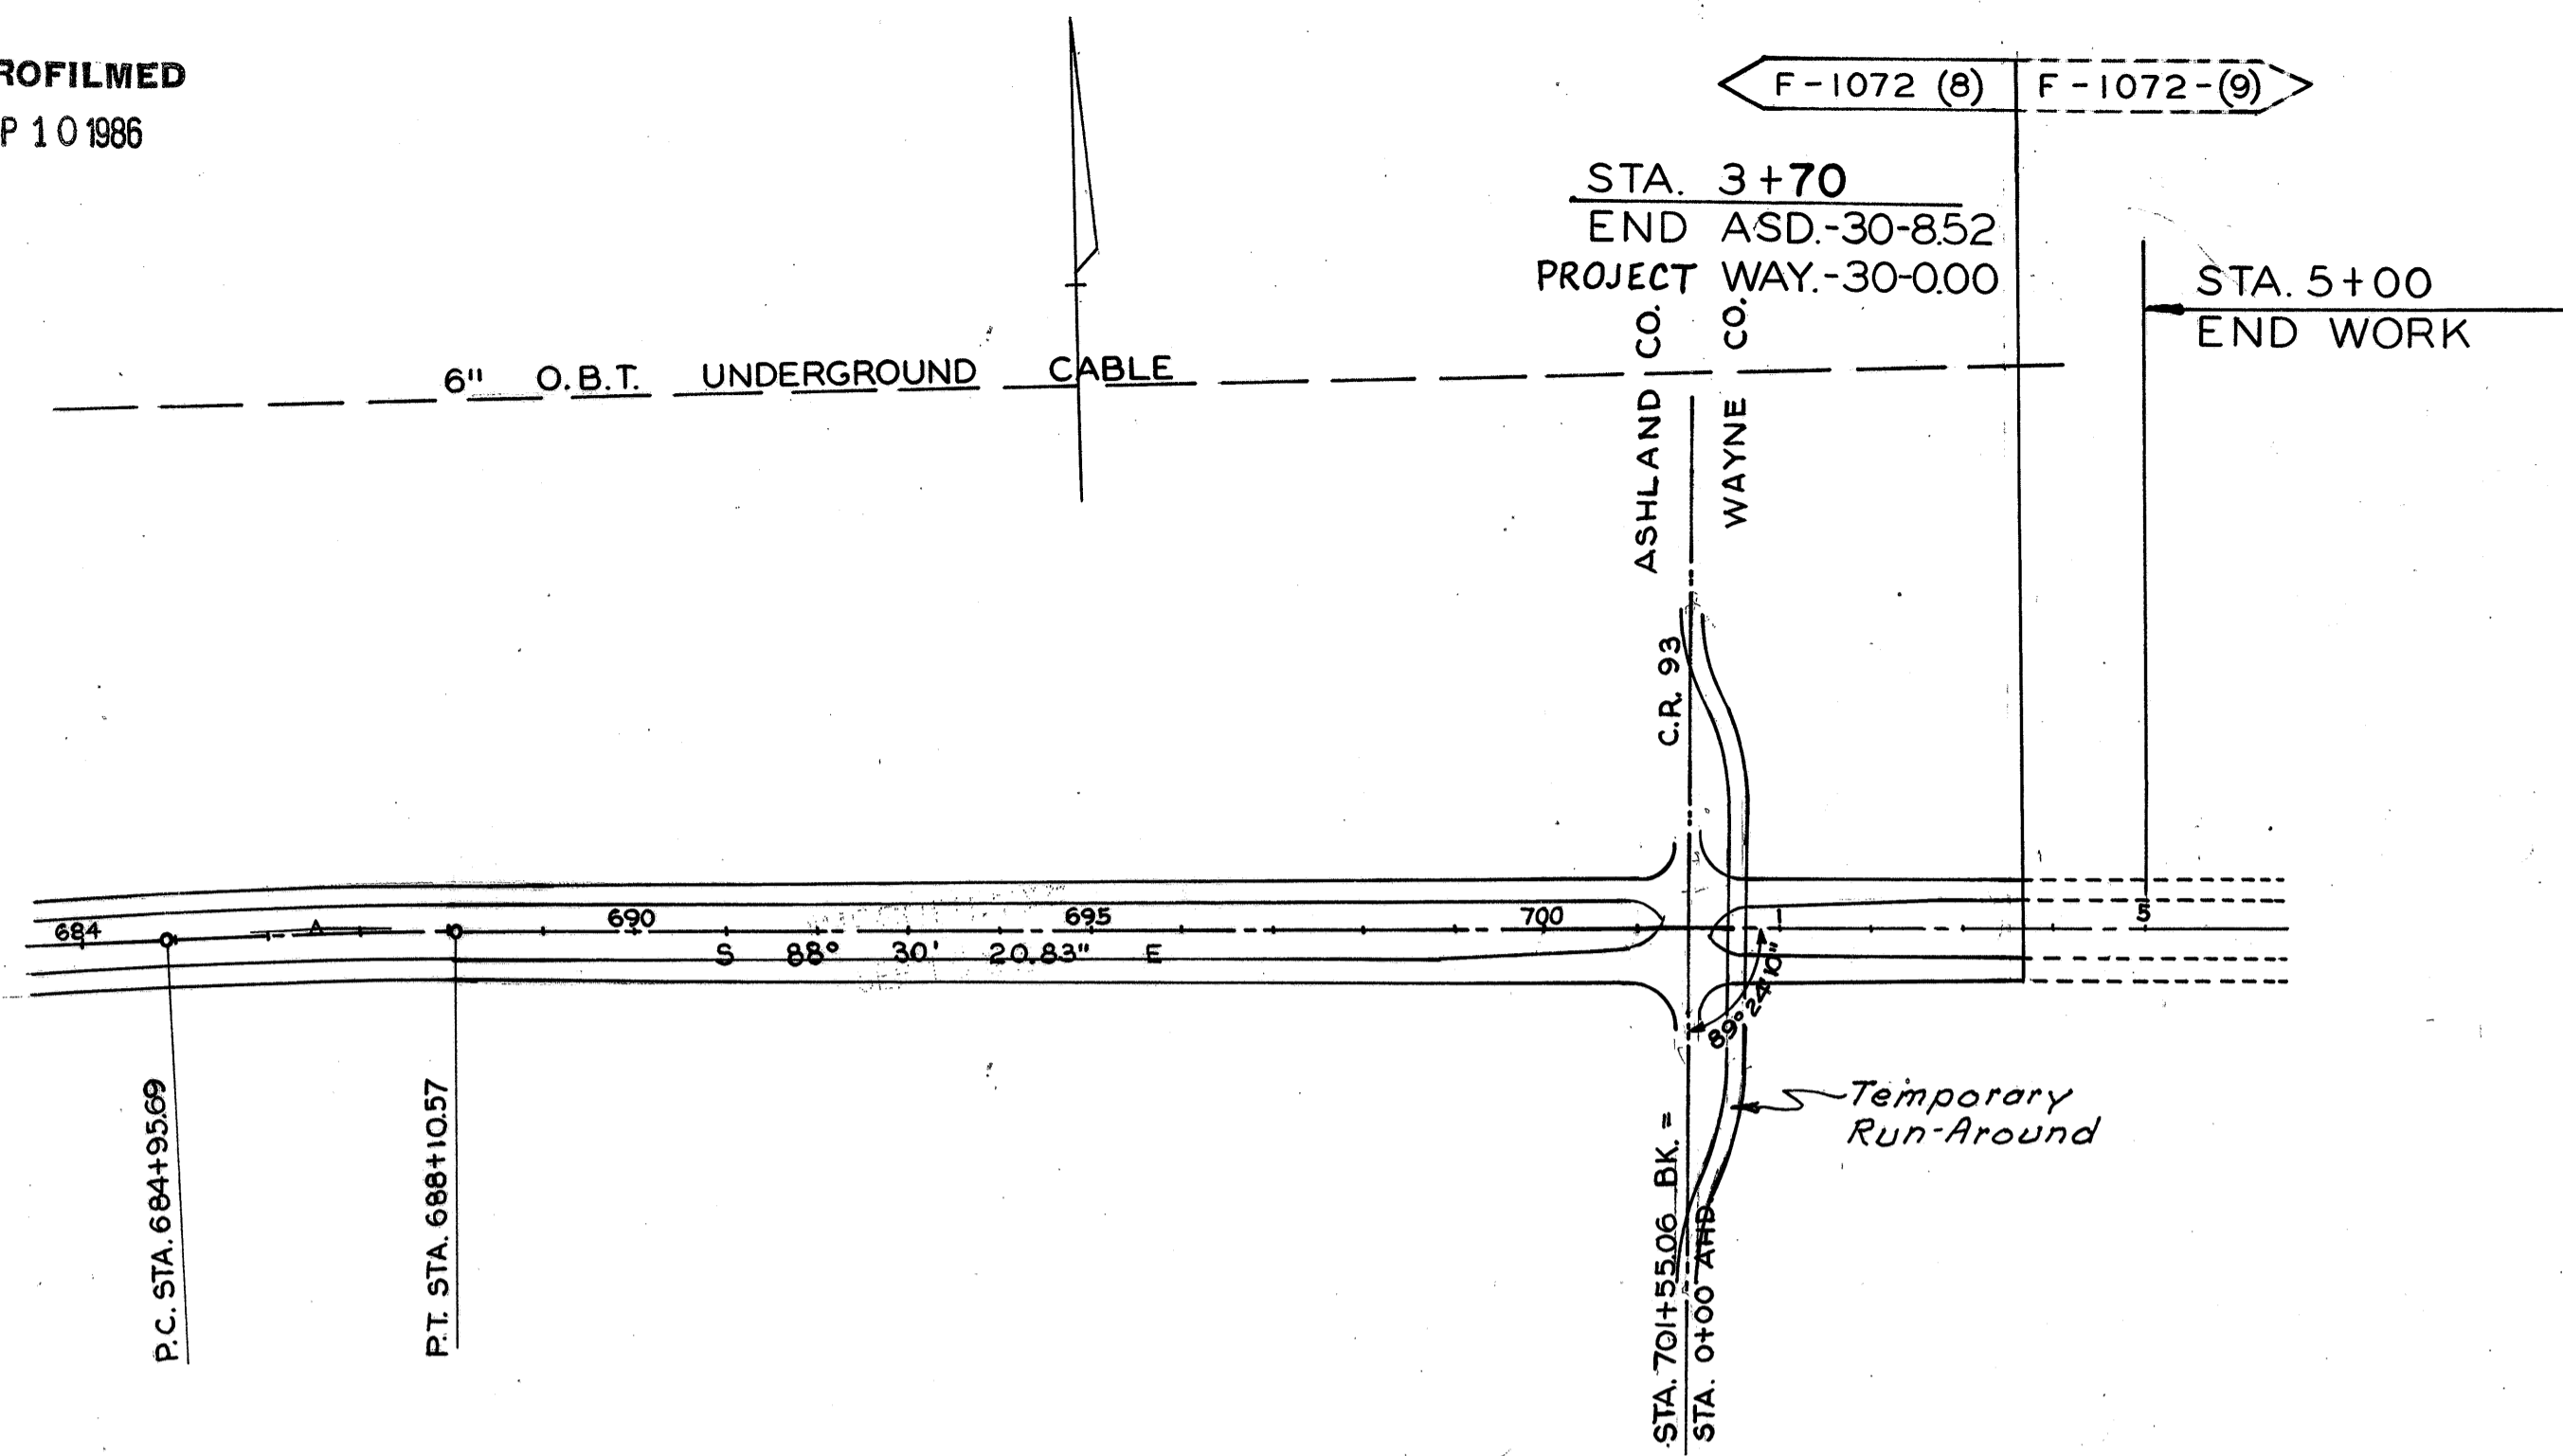 ROFILMED
P 10 1986
F-1072 (8)
F-1072-(9)
STA. 3+70
END ASD.-30-8.52
PROJECT WAY.-30-0.00
STA. 5+00
END WORK
6" O.B.T. UNDERGROUND CABLE
ASHLAND CO.
WAYNE CO.
C.R. 93
684
690
695
700
1
5
S 88° 30' 20.83" E
89° 24' 10"
P.C. STA. 684+95.69
P.T. STA. 688+10.57
STA. 701+55.06 BK. =
STA. 0+00 AHD
Temporary
Run-Around